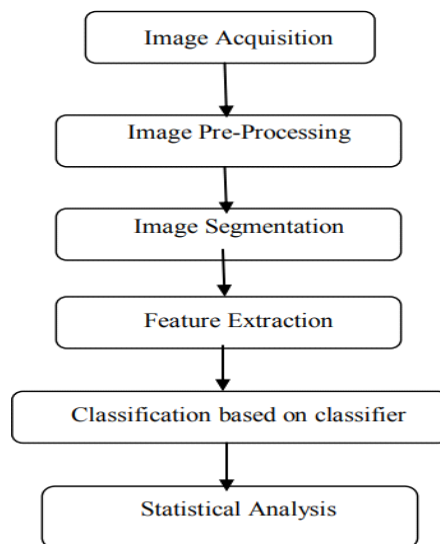 Image Acquisition
Image Pre-Processing
Image Segmentation
Feature Extraction
Classification based on classifier
Statistical Analysis